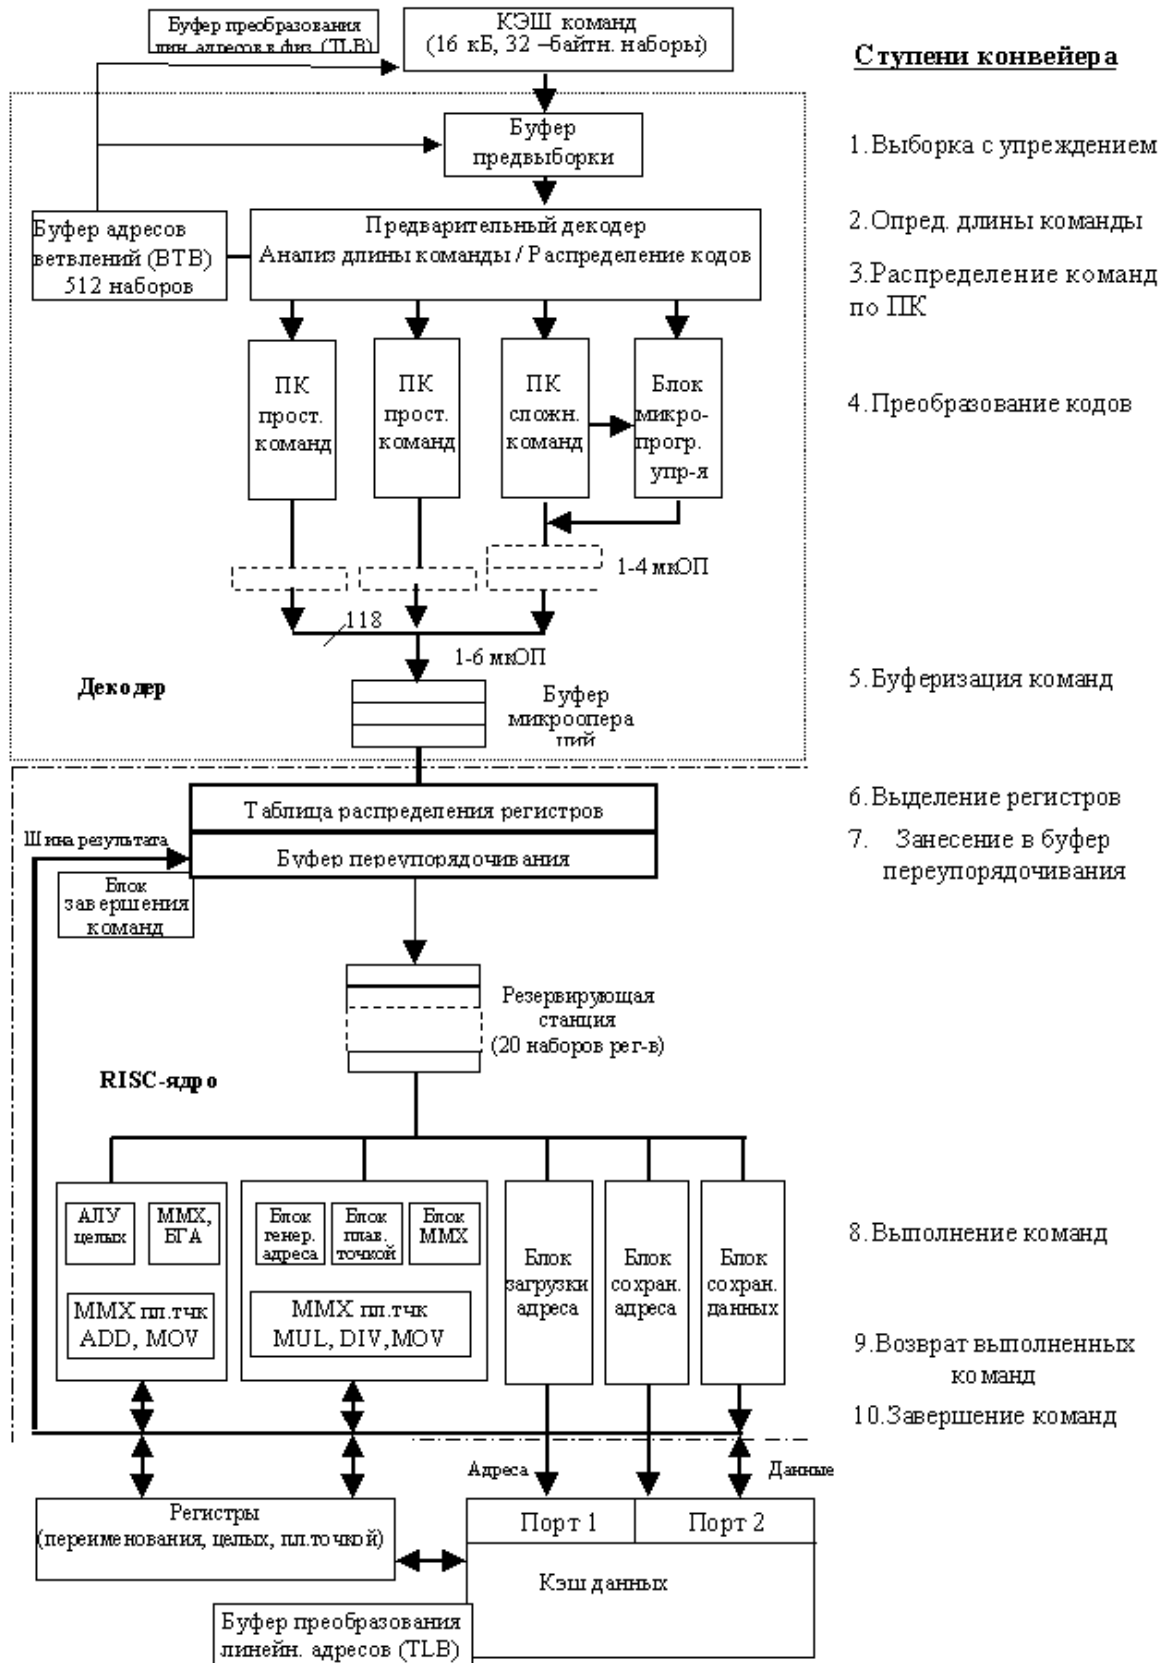 Буфер преобразования
лин. адресов в физ. (TLB)
КЭШ команд
(16 кБ, 32 –байтн. наборы)
Ступени конвейера
Буфер
предвыборки
1.Выборка с упреждением
Буфер адресов
ветвлений (BTB)
512 наборов
Предварительный декодер
Анализ длины команды / Распределение кодов
2.Опред. длины команды
3.Распределение команд
по ПК
ПК
прост.
команд
ПК
прост.
команд
ПК
сложн.
команд
Блок
микро-
прогр.
упр-я
4.Преобразование кодов
1-4 мкОП
118
1-6 мкОП
Декодер
Буфер
микроопера
ций
5.Буферизация команд
Таблица распределения регистров
6.Выделение регистров
Шина результата
Буфер переупорядочивания
7. Занесение в буфер
переупорядочивания
Блок
завершения
команд
Резервирующая
станция
(20 наборов рег-в)
RISC-ядро
АЛУ
целых
MMX,
БГА
MMX пл.тчк
ADD, MOV
Блок
генер.
адреса
Блок
плав.
точкой
Блок
MMX
MMX пл.тчк
MUL, DIV,MOV
Блок
загрузки
адреса
Блок
сохран.
адреса
Блок
сохран.
данных
8.Выполнение команд
9.Возврат выполненных
команд
10.Завершение команд
Адреса
Данные
Регистры
(переименования, целых, пл.точкой)
Порт 1
Порт 2
Кэш данных
Буфер преобразования
линейн. адресов (TLB)